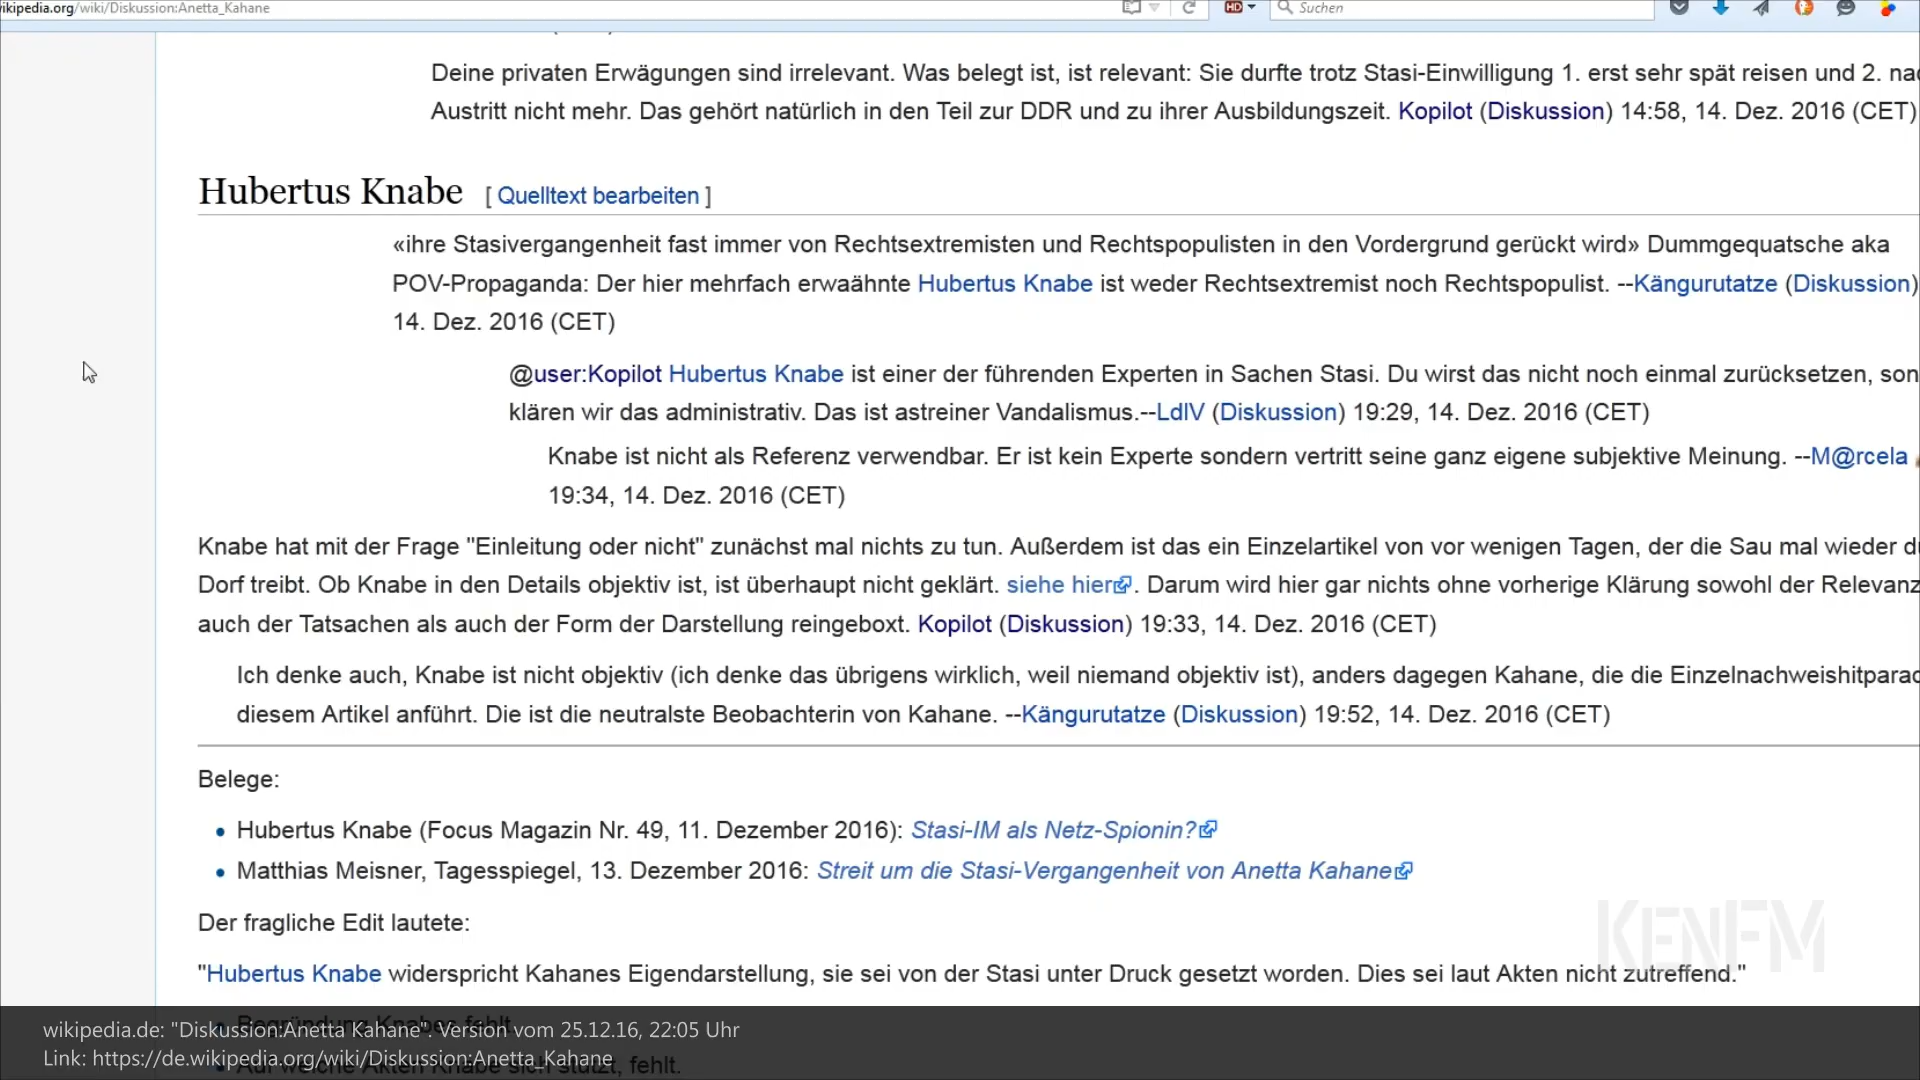 wikipedia.org/wiki/Diskussion:Anetta_Kahane
HD
Suchen
Deine privaten Erwägungen sind irrelevant. Was belegt ist, ist relevant: Sie durfte trotz Stasi-Einwilligung 1. erst sehr spät reisen und 2.
Austritt nicht mehr. Das gehört natürlich in den Teil zur DDR und zu ihrer Ausbildungszeit. Kopilot (Diskussion) 14:58, 14. Dez. 2016 (CET)
Hubertus Knabe [ Quelltext bearbeiten ]
«ihre Stasivergangenheit fast immer von Rechtsextremisten und Rechtspopulisten in den Vordergrund gerückt wird» Dummgequatsche aka
POV-Propaganda: Der hier mehrfach erwaähnte Hubertus Knabe ist weder Rechtsextremist noch Rechtspopulist. --Kängurutatze (Diskussion)
14. Dez. 2016 (CET)
@user:Kopilot Hubertus Knabe ist einer der führenden Experten in Sachen Stasi. Du wirst das nicht noch einmal zurücksetzen, son
klären wir das administrativ. Das ist astreiner Vandalismus.--LdlV (Diskussion) 19:29, 14. Dez. 2016 (CET)
Knabe ist nicht als Referenz verwendbar. Er ist kein Experte sondern vertritt seine ganz eigene subjektive Meinung. --M@rcela
19:34, 14. Dez. 2016 (CET)
Knabe hat mit der Frage "Einleitung oder nicht" zunächst mal nichts zu tun. Außerdem ist das ein Einzelartikel von vor wenigen Tagen, der die Sau mal wieder
Dorf treibt. Ob Knabe in den Details objektiv ist, ist überhaupt nicht geklärt. siehe hier. Darum wird hier gar nichts ohne vorherige Klärung sowohl der Relevanz
auch der Tatsachen als auch der Form der Darstellung reingeboxt. Kopilot (Diskussion) 19:33, 14. Dez. 2016 (CET)
Ich denke auch, Knabe ist nicht objektiv (ich denke das übrigens wirklich, weil niemand objektiv ist), anders dagegen Kahane, die die Einzelnachweishitparad
diesem Artikel anführt. Die ist die neutralste Beobachterin von Kahane. --Kängurutatze (Diskussion) 19:52, 14. Dez. 2016 (CET)
Belege:
Hubertus Knabe (Focus Magazin Nr. 49, 11. Dezember 2016): Stasi-IM als Netz-Spionin?
Matthias Meisner, Tagesspiegel, 13. Dezember 2016: Streit um die Stasi-Vergangenheit von Anetta Kahane
Der fragliche Edit lautete:
KENFM
"Hubertus Knabe widerspricht Kahanes Eigendarstellung, sie sei von der Stasi unter Druck gesetzt worden. Dies sei laut Akten nicht zutreffend."
Begründung Knabes fehlt.
wikipedia.de: "Diskussion:Anetta Kahane". Version vom 25.12.16, 22:05 Uhr
Auf welche Akten Knabe sich stützt, fehlt.
Link: https://de.wikipedia.org/wiki/Diskussion:Anetta_Kahane